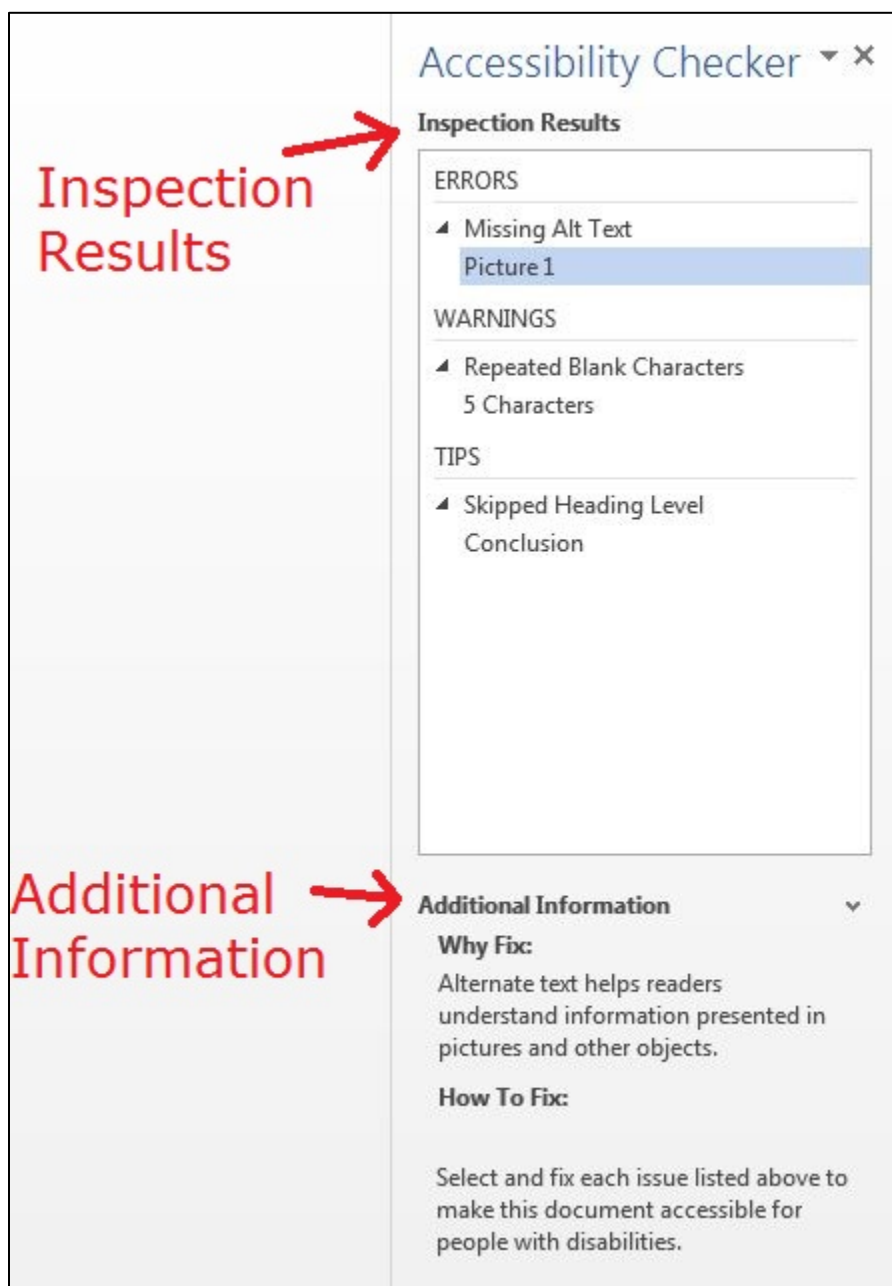 Accessibility Checker
Inspection Results
Inspection
Results
ERRORS
Missing Alt Text
Picture 1
WARNINGS
Repeated Blank Characters
5 Characters
TIPS
Skipped Heading Level
Conclusion
Additional
Information
Additional Information
Why Fix:
Alternate text helps readers
understand information presented in
pictures and other objects.
How To Fix:
Select and fix each issue listed above to
make this document accessible for
people with disabilities.